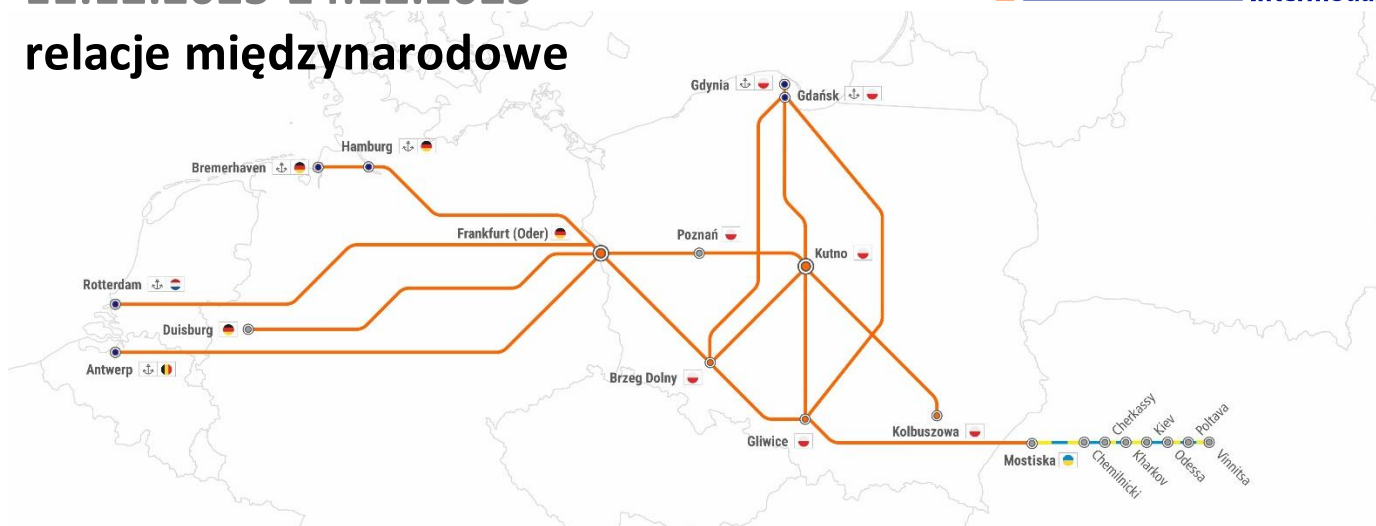 relacje międzynarodowe
Gdynia
Gdańsk
Hamburg
Bremerhaven
Frankfurt (Oder)
Poznań
Kutno
Rotterdam
Duisburg
Antwerp
Brzeg Dolny
Gliwice
Kolbuszowa
Mostiska
Chemilnicki
Cherkassy
Kharkov
Kiev
Odessa
Poltava
Vinnitsa